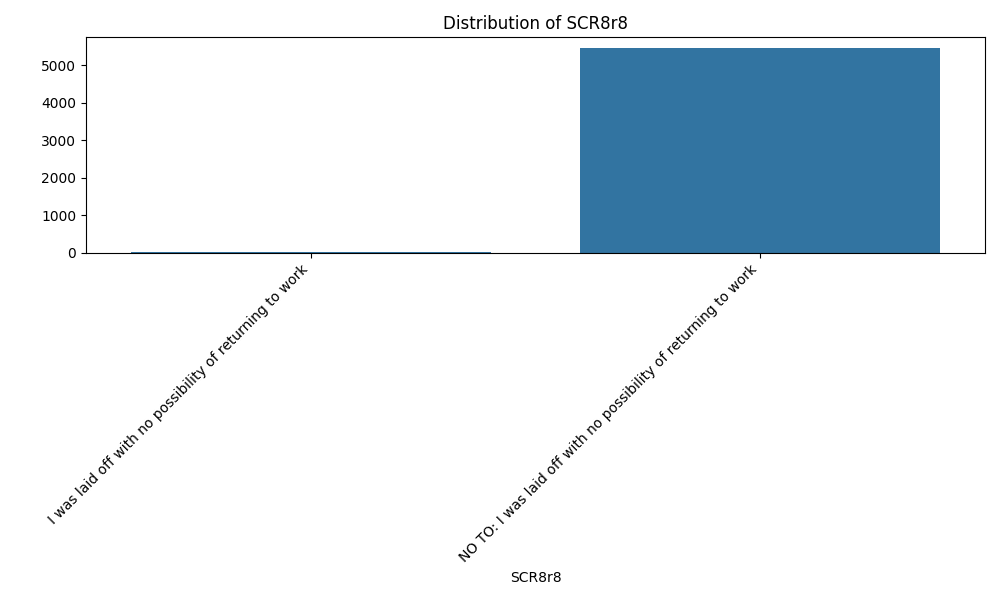 Distribution of SCR8r8
5000
4000
3000
2000
1000
0
I was laid off with no possibility of returning to work
NO TO: I was laid off with no possibility of returning to work
SCR8r8